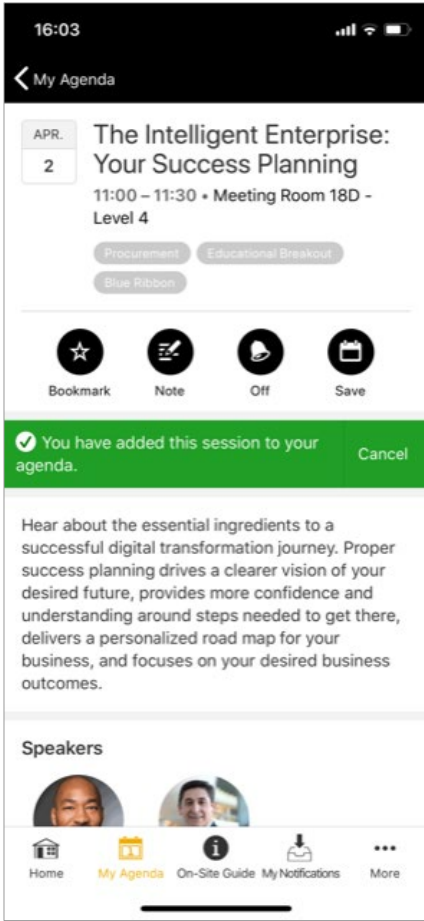 16:03
My Agenda
APR.
2
The Intelligent Enterprise:
Your Success Planning
11:00 – 11:30 • Meeting Room 18D -
Level 4
Procurement
Educational Breakout
Blue Ribbon
Bookmark
Note
Off
Save
You have added this session to your
agenda.
Cancel
Hear about the essential ingredients to a
successful digital transformation journey. Proper
success planning drives a clearer vision of your
desired future, provides more confidence and
understanding around steps needed to get there,
delivers a personalized road map for your
business, and focuses on your desired business
outcomes.
Speakers
Home
My Agenda
On-Site Guide
My Notifications
More